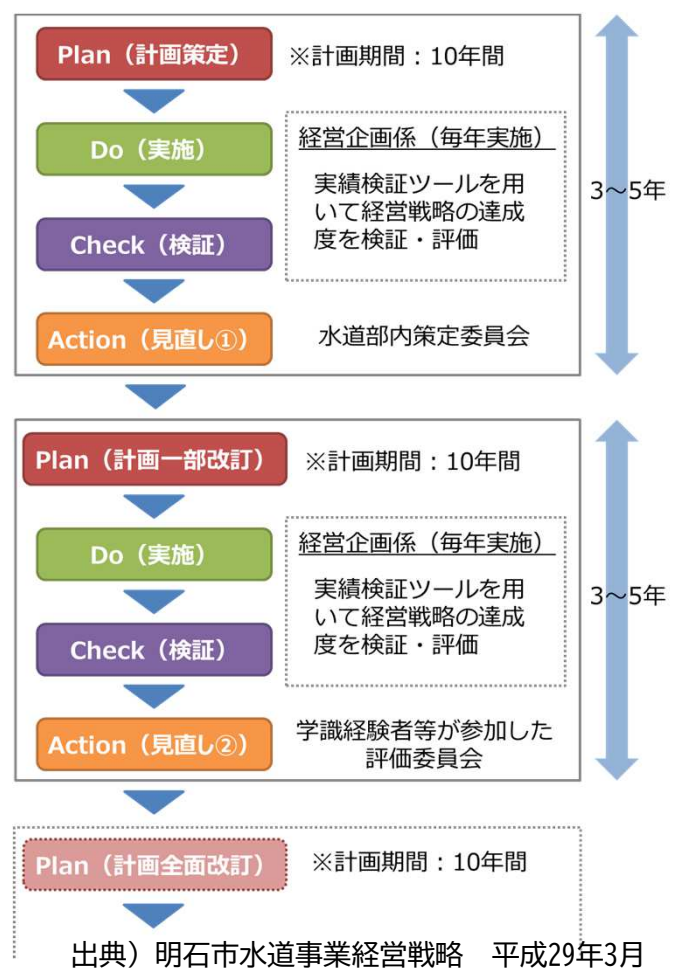 Plan（計画策定）
※計画期間：10年間
Do（実施）
経営企画係（毎年実施）
実績検証ツールを用
いて経営戦略の達成
度を検証・評価
3～5年
Check（検証）
Action（見直し①）
水道部内策定委員会
Plan（計画一部改訂）
※計画期間：10年間
Do（実施）
経営企画係（毎年実施）
実績検証ツールを用
いて経営戦略の達成
度を検証・評価
3～5年
Check（検証）
Action（見直し②）
学識経験者等が参加した
評価委員会
Plan（計画全面改訂）
※計画期間：10年間
出典）明石市水道事業経営戦略　平成29年3月